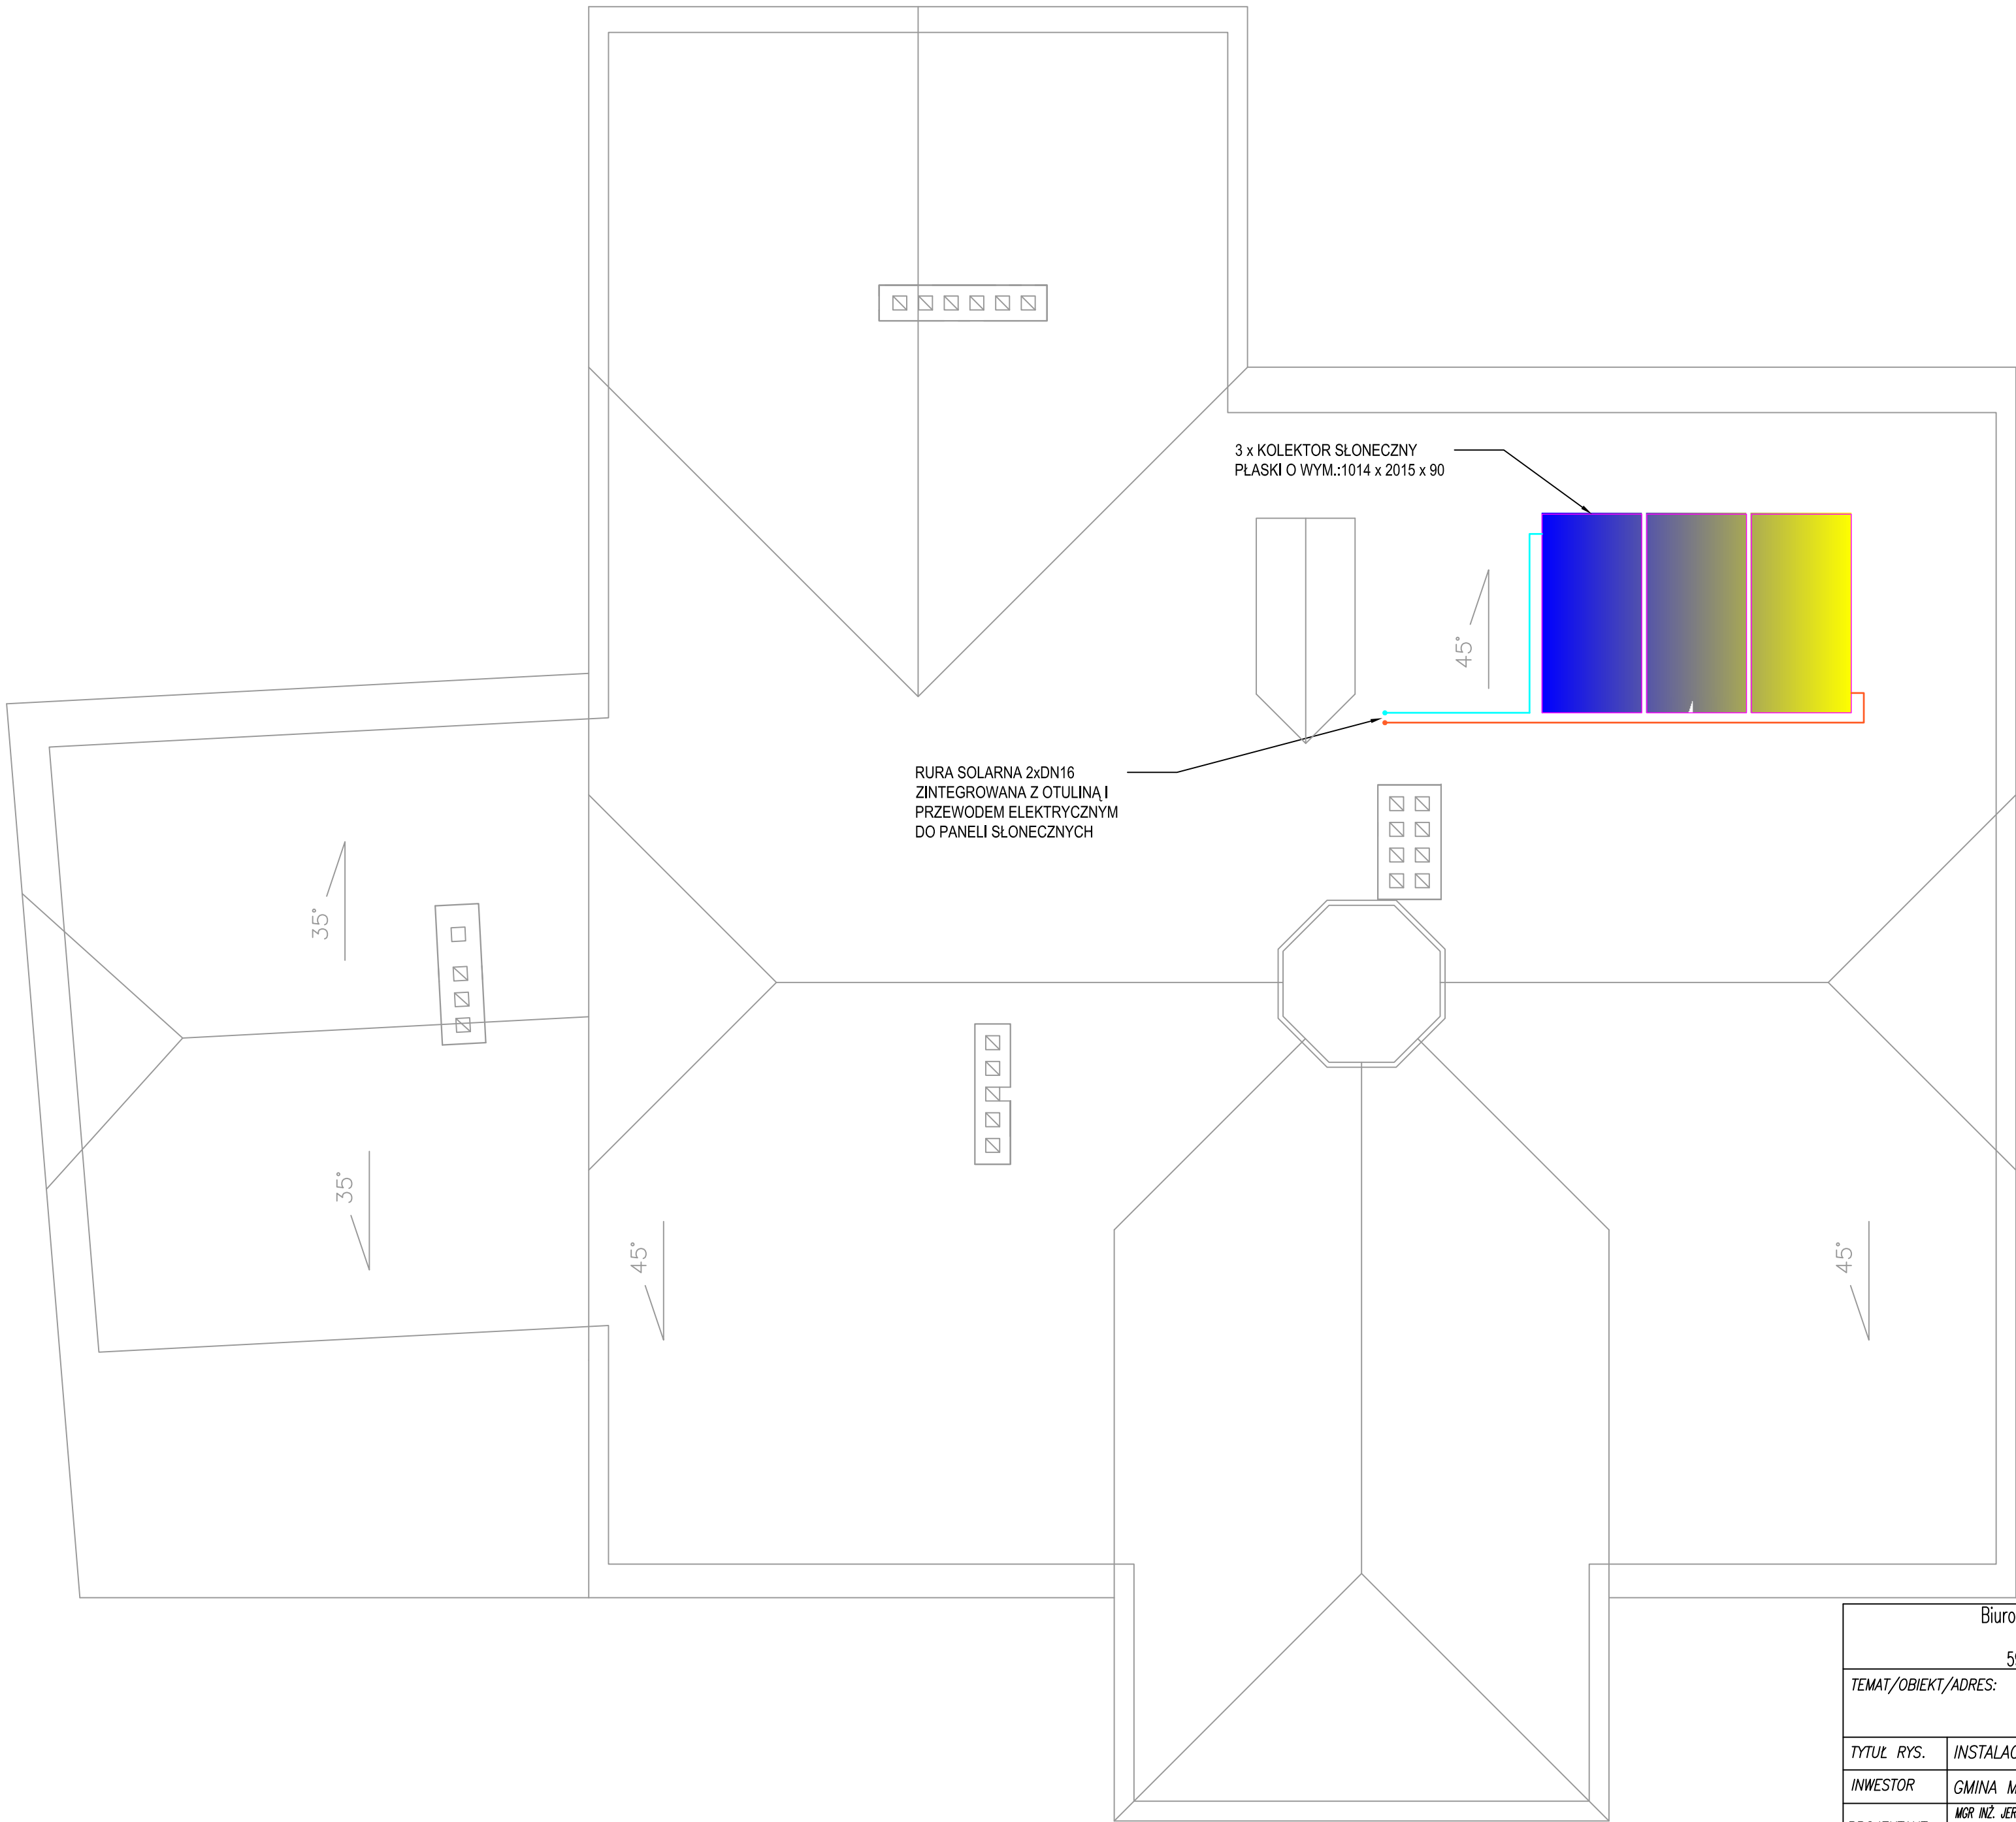 3 x KOLEKTOR SŁONECZNY
PŁASKI O WYM.:1014 x 2015 x 90
45°
RURA SOLARNA 2xDN16
ZINTEGROWANA Z OTULINĄ I
PRZEWODEM ELEKTRYCZNYM
DO PANELI SŁONECZNYCH
35°
35°
45°
45°
Biuro
TEMAT/OBIEKT/ADRES:
TYTUŁ RYS.
INWESTOR
GMINA
MGR INŻ.